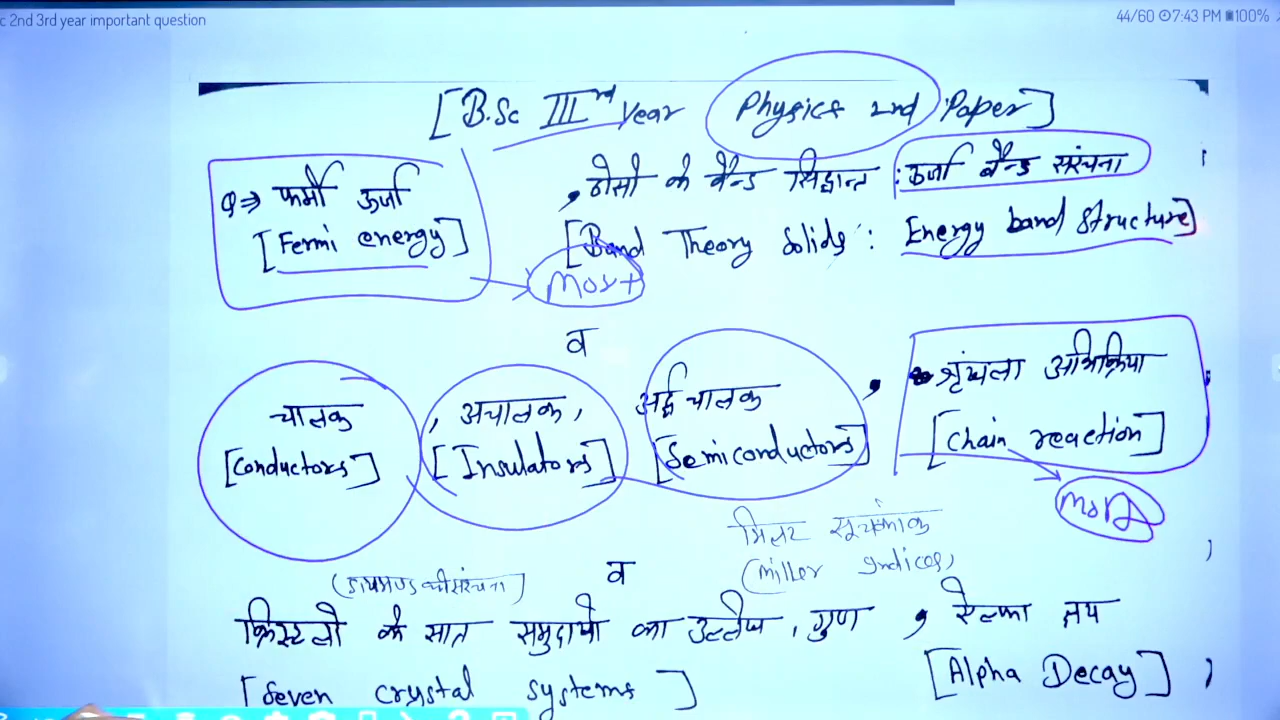 c 2nd 3rd year important question
44/60 7:43 PM 100%
[B.Sc III rd Year Physics 2nd Paper]
Q⇒ फर्मी ऊर्जा , ठोसो के बैन्ड सिद्धान्त : ऊर्जा बैन्ड संरचना
[Fermi energy] [Band Theory Solids : Energy band structure]
Most
व
चालक , अचालक , अर्द्धचालक , श्रृंखला अभिक्रिया
[Conductors] [Insulators] [Semiconductors] [Chain reaction]
More
मिलर सूचकांक
(miller Indices,
व
क्रिस्टलो के सात समुदायो का उल्लेख , गुण , ऐल्फा क्षय
[Seven crystal systems] [Alpha Decay] ,